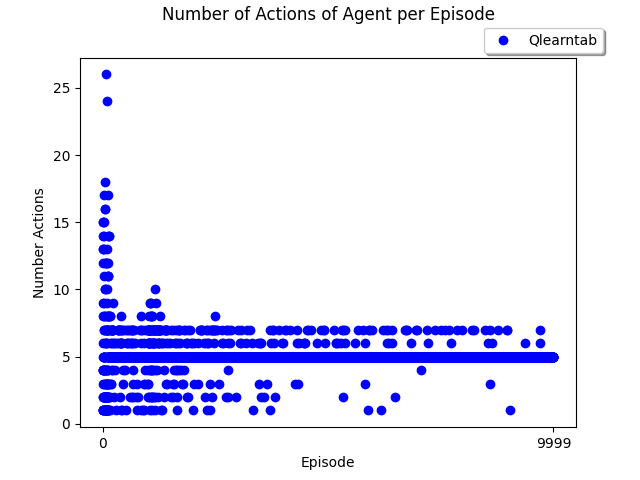 Number of Actions of Agent per Episode
Qlearntab
25
20
15
10
5
0
Number Actions
0 9999
Episode